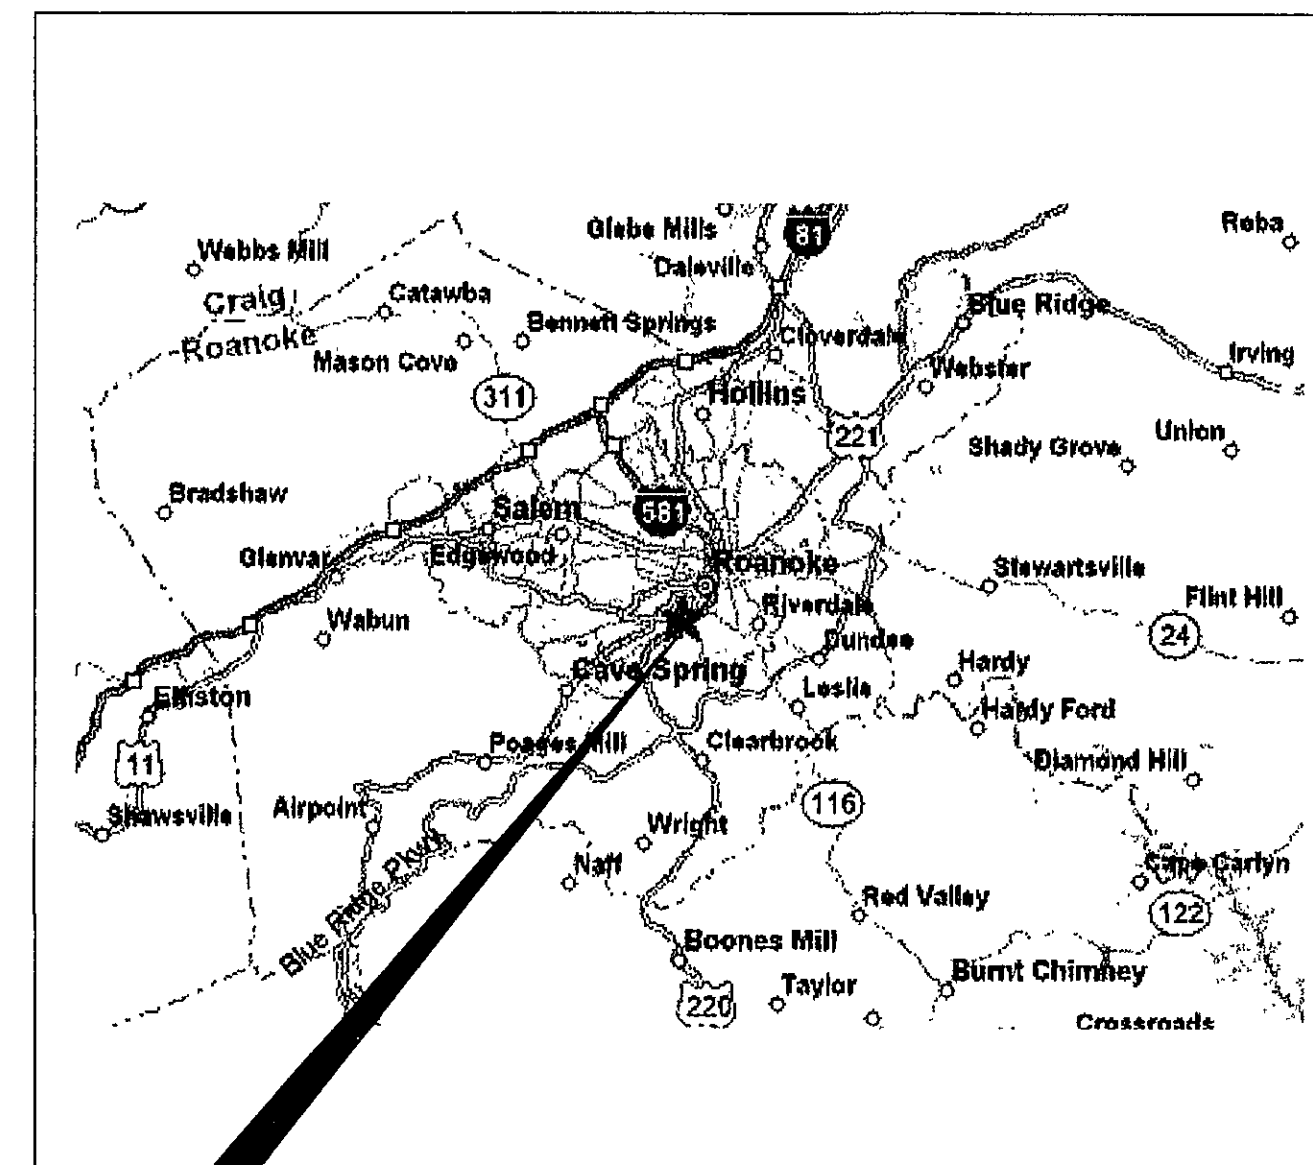 Reba
Glebe Mills
81
Webbs Mill
Daleville
Craig
Catawba
Blue Ridge
Roanoke
Bennett Springs
Cloverdale
Mason Cove
Irving
Webster
311
Hollins
221
Union
Shady Grove
Bradshaw
Salem
581
Glenvar
Edgewood
Roanoke
Stewartsville
Flint Hill
Riverdale
Wabun
24
Dundee
Hardy
Cave Spring
Elliston
Leslie
Hardy Ford
Poages Mill
Clearbrook
11
Diamond Hill
Shawsville
Airpoint
116
Wright
Blue Ridge Pkwy
Naff
Cape Carlyn
Red Valley
122
Boones Mill
Burnt Chimney
Taylor
220
Crossroads